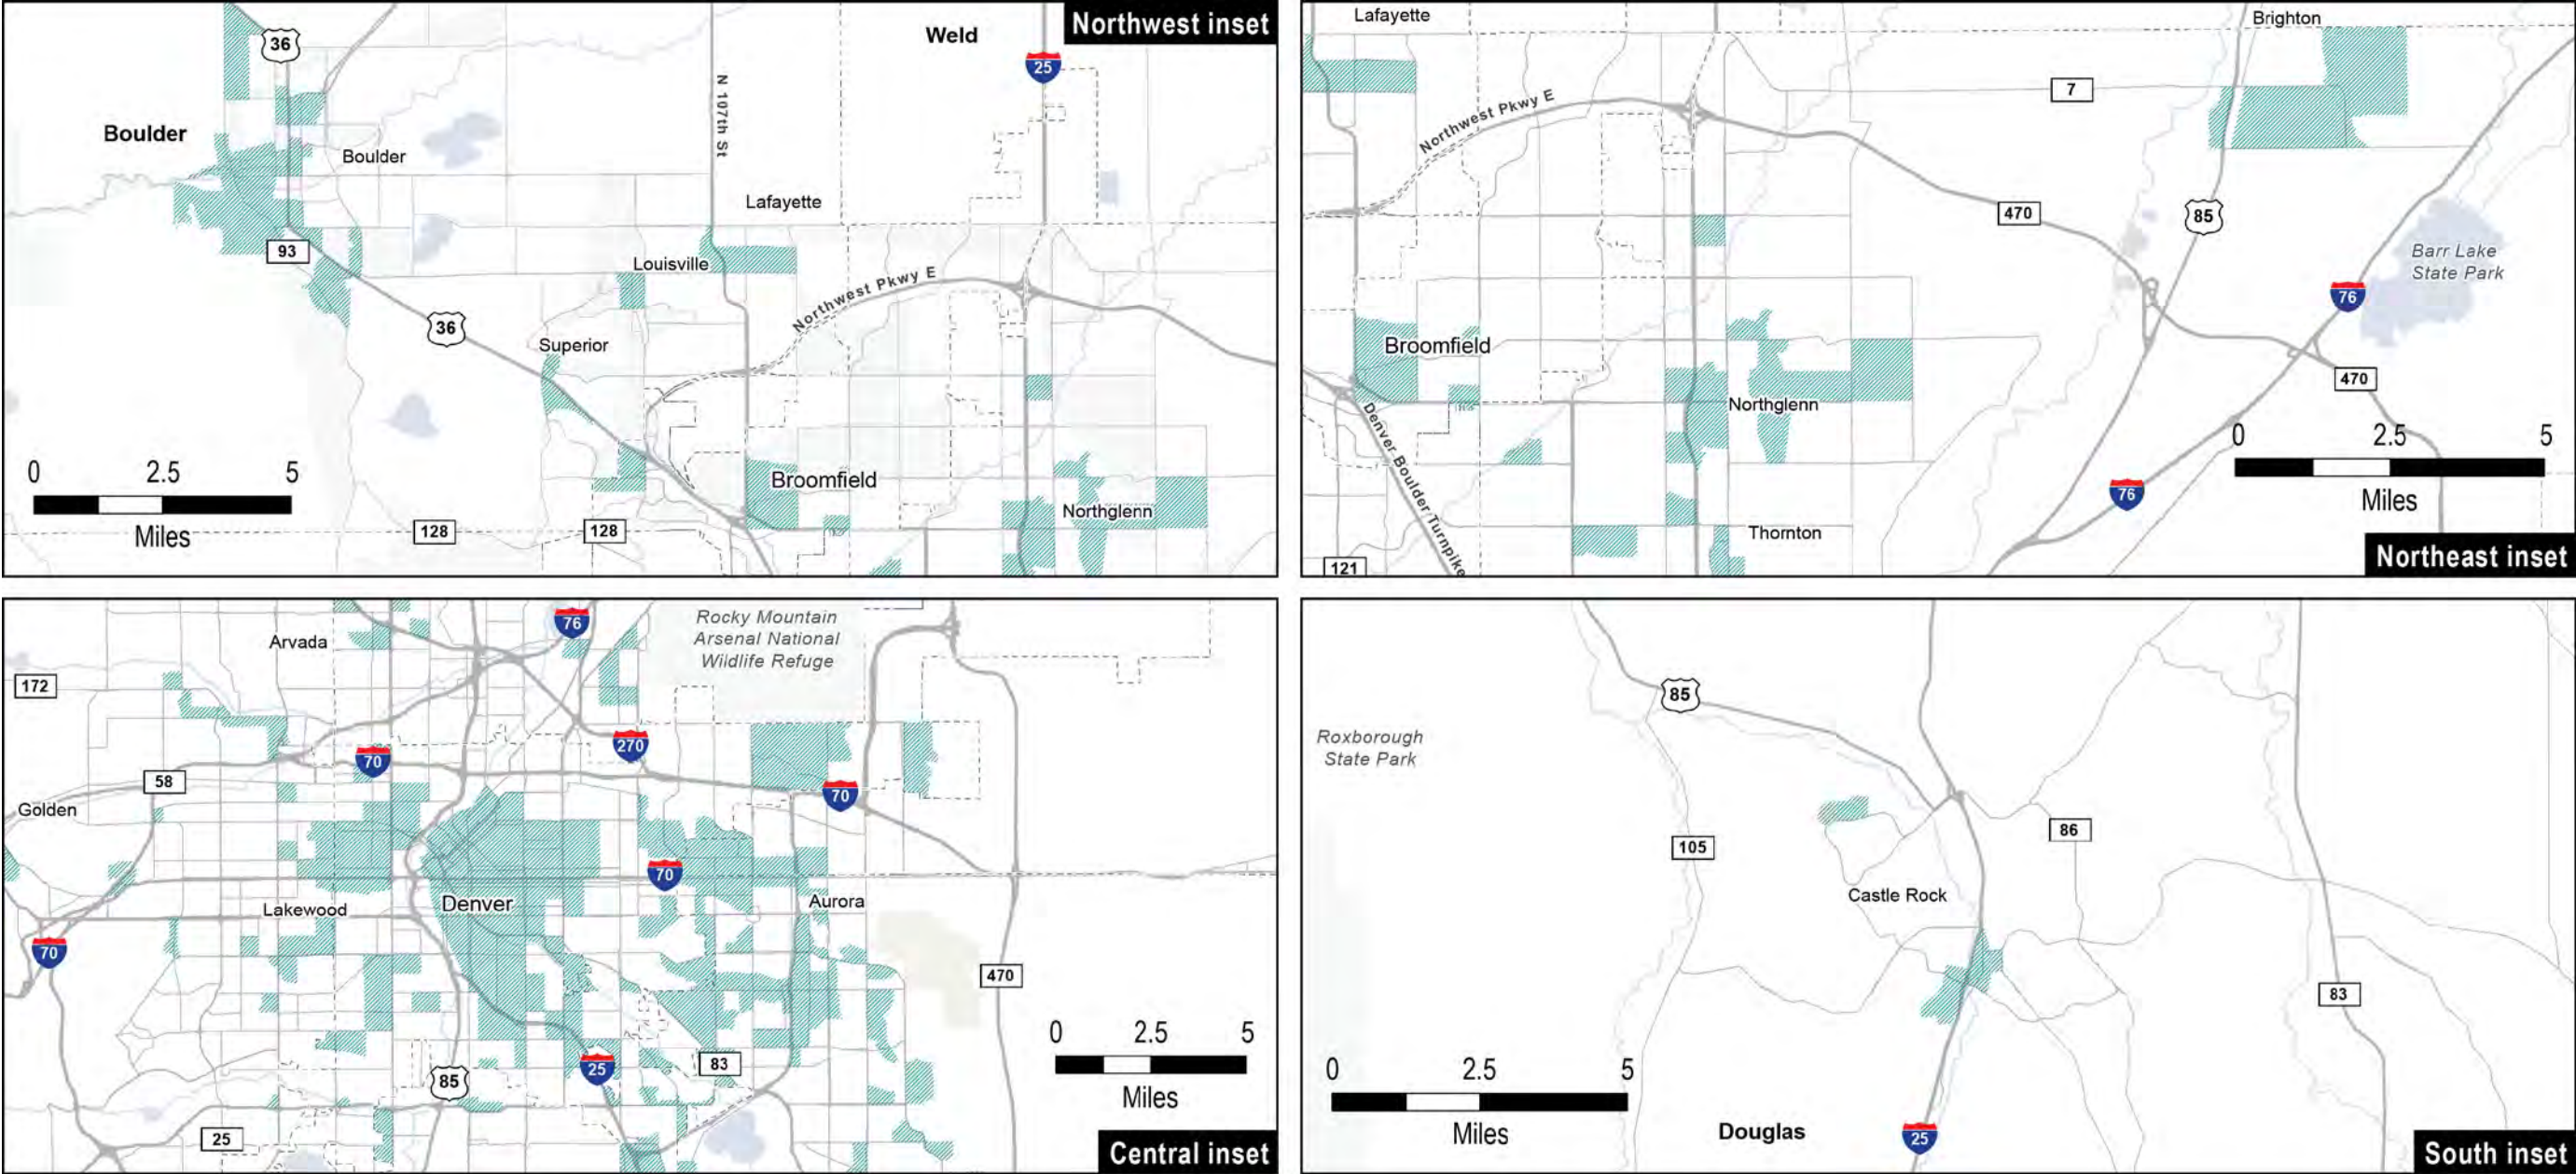 Northwest inset
36
Weld
25
N 107th St
Boulder
Boulder
Lafayette
93
Louisville
Northwest Pkwy E
36
Superior
Broomfield
Northglenn
0 2.5 5
Miles
128
128
Lafayette
Brighton
7
Northwest Pkwy E
470
85
Barr Lake
State Park
76
Broomfield
470
Northglenn
Denver Boulder Turnpike
0 2.5 5
Miles
76
Thornton
121
Northeast inset
76
Rocky Mountain
Arsenal National
Wildlife Refuge
Arvada
172
270
70
58
70
Golden
70
Lakewood
Denver
Aurora
70
470
0 2.5 5
Miles
83
25
85
25
Central inset
85
Roxborough
State Park
86
105
Castle Rock
83
0 2.5 5
Miles
Douglas
25
South inset